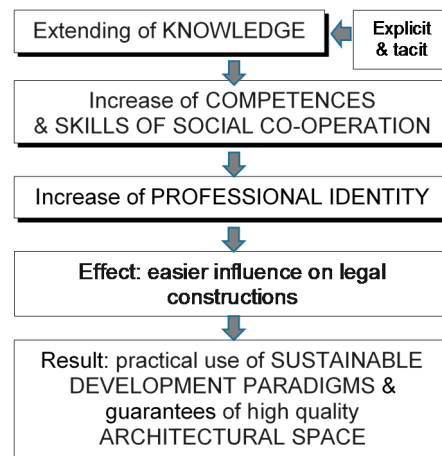 Extending of KNOWLEDGE
Explicit
& tacit
Increase of COMPETENCES
& SKILLS OF SOCIAL CO-OPERATION
Increase of PROFESSIONAL IDENTITY
Effect: easier influence on legal
constructions
Result: practical use of SUSTAINABLE
DEVELOPMENT PARADIGMS &
guarantees of high quality
ARCHITECTURAL SPACE